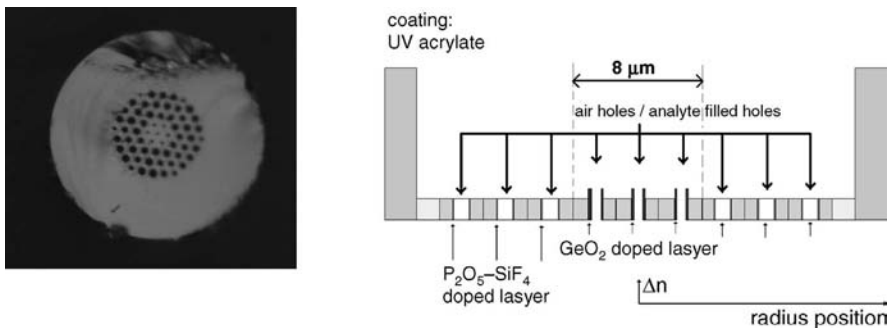 coating:
UV acrylate
8 μm
air holes / analyte filled holes
GeO₂ doped lasyer
P₂O₅–SiF₄
doped lasyer
Δn
radius position